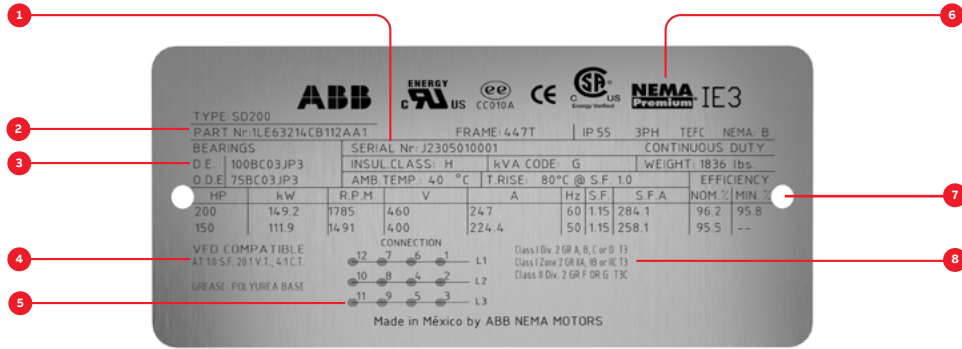 1
6
ABB
ENERGY
c UL US
ee
CC010A
CE
SA
C US
Energy Verified
NEMA
Premium
IE3
TYPE:SD200
2
PART Nr:1LE63214CB112AA1 FRAME:447T IP 55 3PH TEFC NEMA: B
BEARINGS SERIAL Nr: J2305010001 CONTINUOUS DUTY
3
D.E. 100BC03JP3 INSUL.CLASS: H kVA CODE: G WEIGHT: 1836 lbs.
O.D.E 75BC03JP3 AMB.TEMP.: 40 °C T.RISE: 80°C @ S.F. 1.0 EFFICIENCY
7
HP kW R.P.M V A Hz S.F. S.F.A NOM.% MIN.%
200 149.2 1785 460 247 60 1.15 284.1 96.2 95.8
150 111.9 1491 400 224.4 50 1.15 258.1 95.5 --
VFD COMPATIBLE
4
AT 1.0 S.F. 20:1 V.T., 4:1 C.T.
GREASE: POLYUREA BASE
CONNECTION
12 7 6 1 L1
10 8 4 2 L2
5
11 9 5 3 L3
Class I Div. 2 GR A, B, C or D T3
Class I Zone 2 GR IIA, IIB or IIC T3
8
Class II Div. 2 GR F OR G T3C
Made in México by ABB NEMA MOTORS